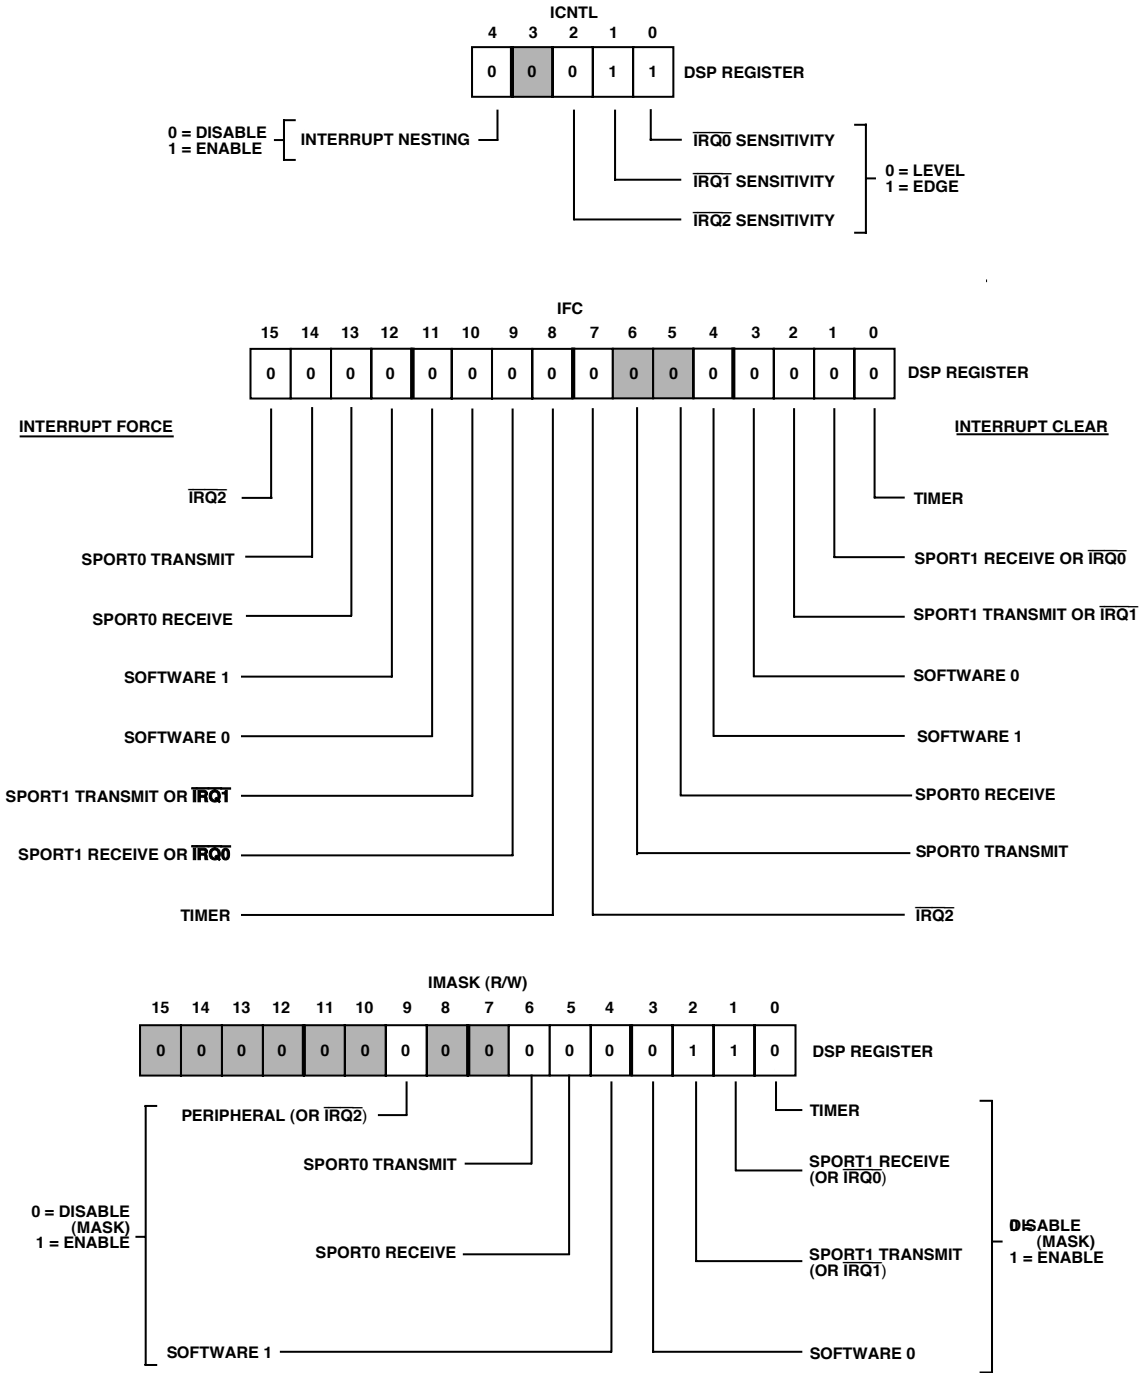 ICNTL
4 3 2 1 0
0 0 0 1 1 DSP REGISTER
0 = DISABLE
1 = ENABLE
INTERRUPT NESTING
IRQ0 SENSITIVITY
IRQ1 SENSITIVITY
IRQ2 SENSITIVITY
0 = LEVEL
1 = EDGE
IFC
15 14 13 12 11 10 9 8 7 6 5 4 3 2 1 0
0 0 0 0 0 0 0 0 0 0 0 0 0 0 0 0 DSP REGISTER
INTERRUPT FORCE
INTERRUPT CLEAR
IRQ2
TIMER
SPORT0 TRANSMIT
SPORT1 RECEIVE OR IRQ0
SPORT0 RECEIVE
SPORT1 TRANSMIT OR IRQ1
SOFTWARE 1
SOFTWARE 0
SOFTWARE 0
SOFTWARE 1
SPORT1 TRANSMIT OR IRQ1
SPORT0 RECEIVE
SPORT1 RECEIVE OR IRQ0
SPORT0 TRANSMIT
TIMER
IRQ2
IMASK (R/W)
15 14 13 12 11 10 9 8 7 6 5 4 3 2 1 0
0 0 0 0 0 0 0 0 0 0 0 0 0 1 1 0 DSP REGISTER
PERIPHERAL (OR IRQ2)
TIMER
SPORT0 TRANSMIT
SPORT1 RECEIVE
(OR IRQ0)
0 = DISABLE
(MASK)
1 = ENABLE
SPORT0 RECEIVE
SPORT1 TRANSMIT
(OR IRQ1)
0 = DISABLE
(MASK)
1 = ENABLE
SOFTWARE 1
SOFTWARE 0